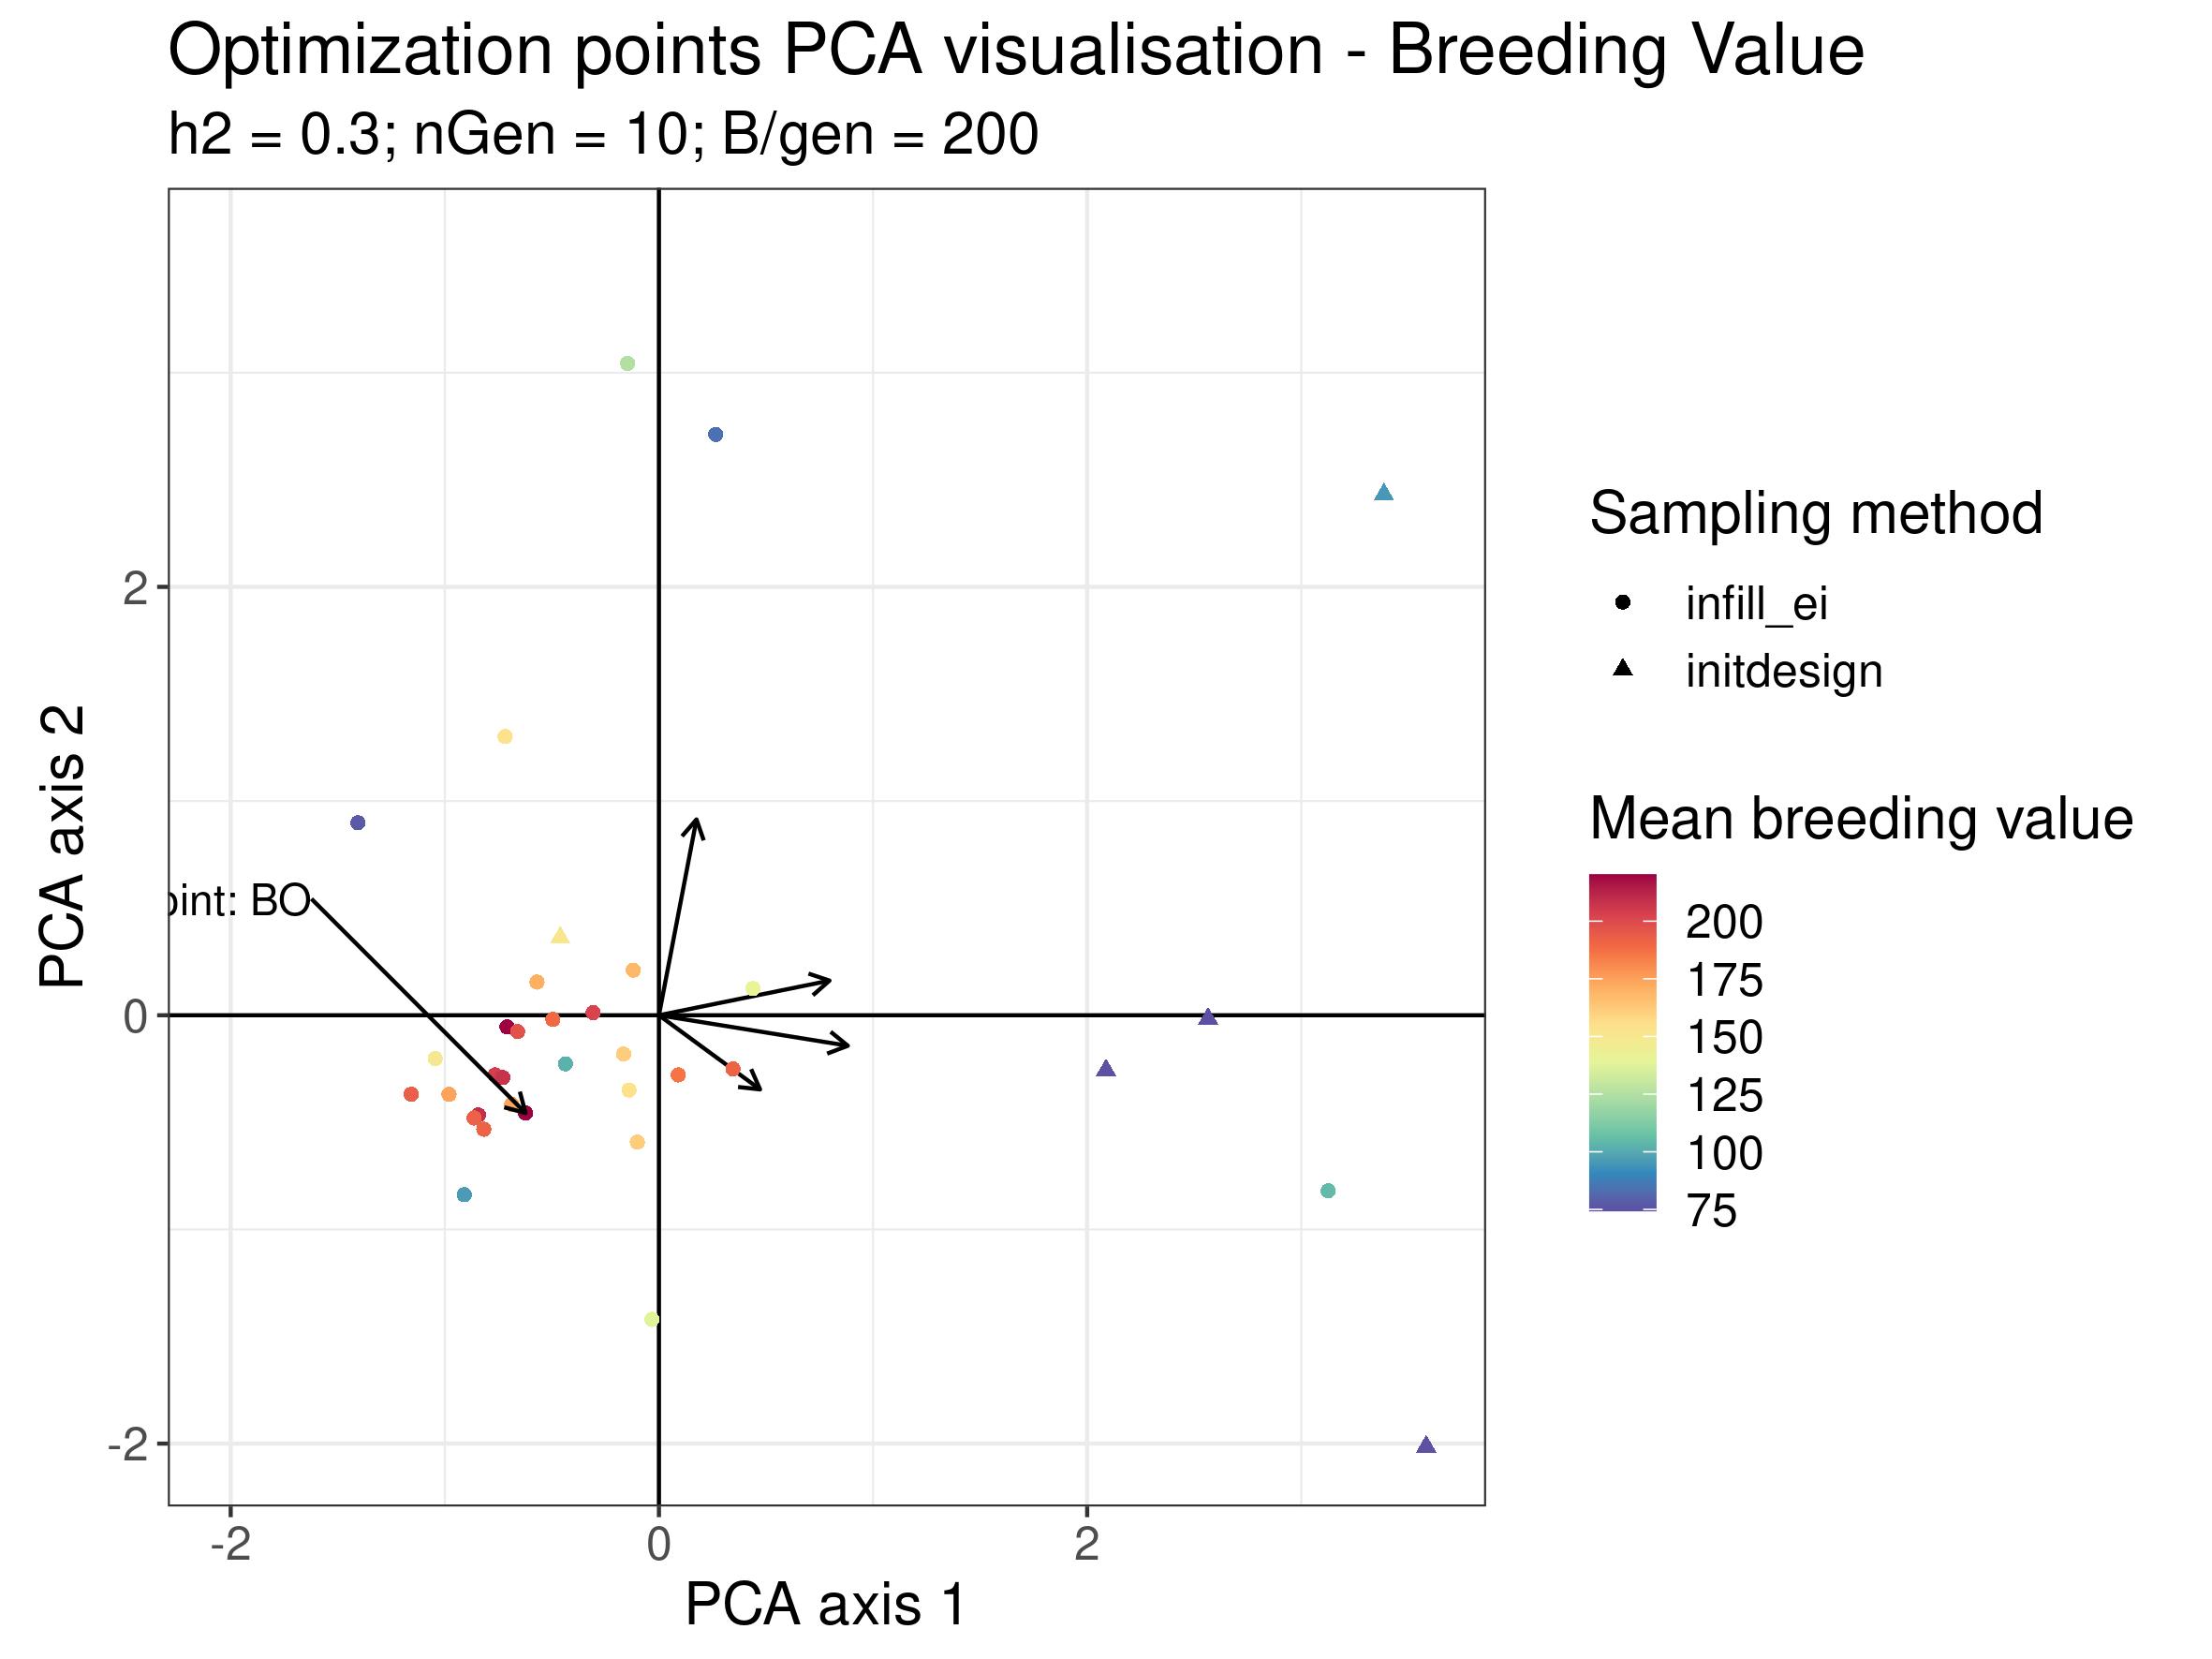 Optimization points PCA visualisation - Breeding Value
h2 = 0.3; nGen = 10; B/gen = 200
PCA axis 2
2
0
-2
oint: BO
-2
0
2
PCA axis 1
Sampling method
infill_ei
initdesign
Mean breeding value
200
175
150
125
100
75